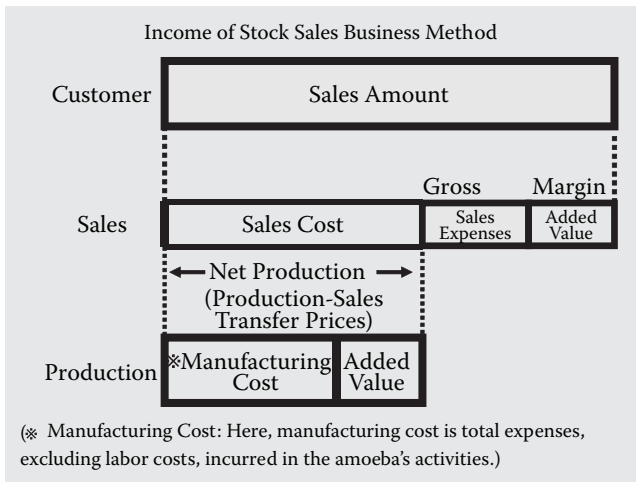 Income of Stock Sales Business Method
Customer
Sales Amount
Gross Margin
Sales
Sales Cost
Sales
Expenses
Added
Value
Net Production
(Production-Sales
Transfer Prices)
Production
※Manufacturing
Cost
Added
Value
(※ Manufacturing Cost: Here, manufacturing cost is total expenses,
excluding labor costs, incurred in the amoeba’s activities.)